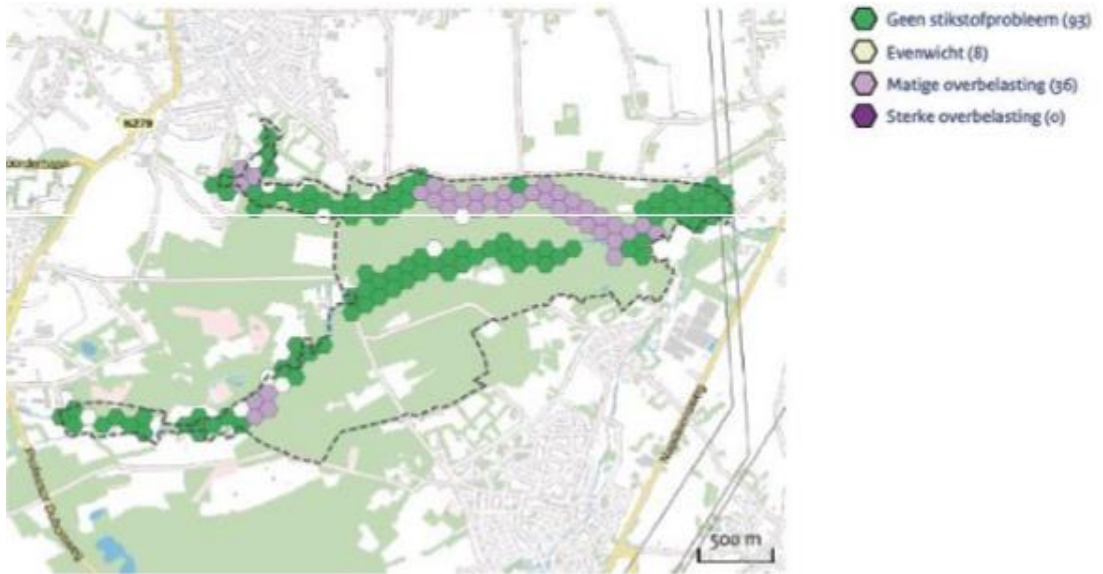 Geen stikstofprobleem (93)
Evenwicht (8)
Matige overbelasting (36)
Sterke overbelasting (0)
N279
500 m